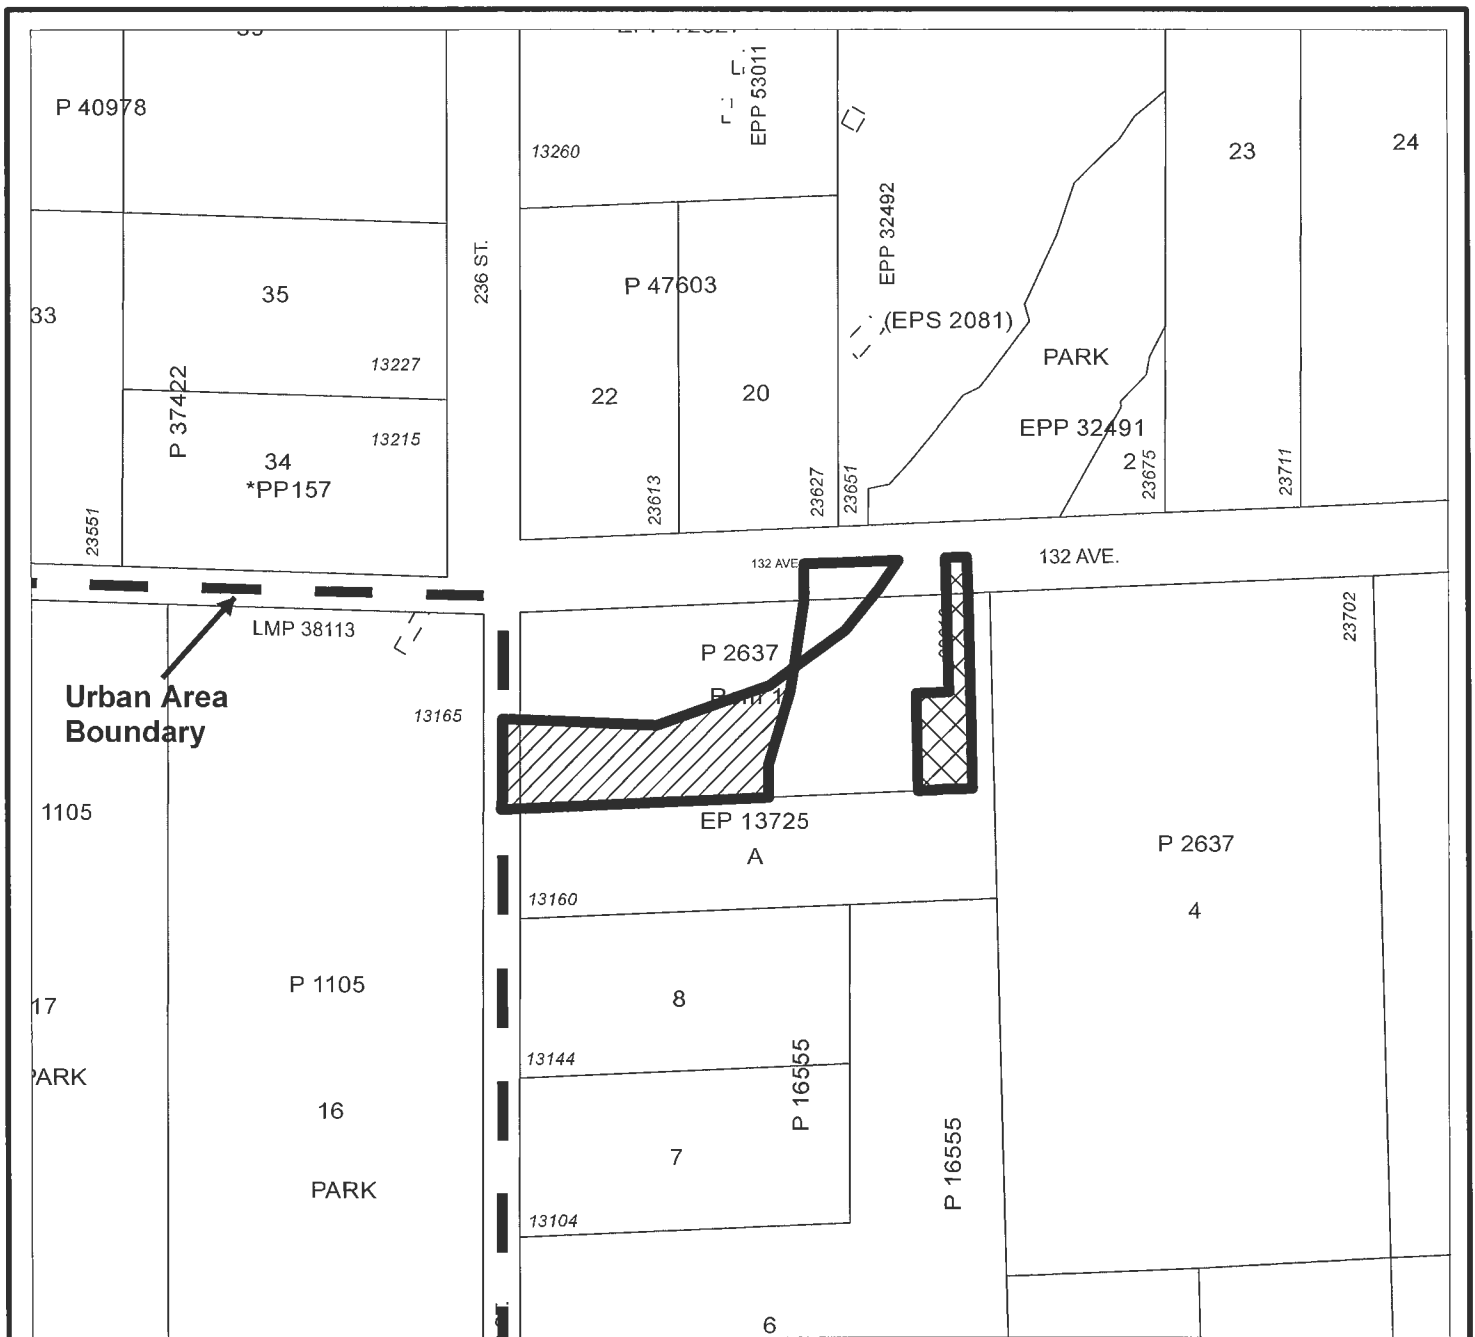 P 40978
EPP 53011
13260
23
24
EPP 32492
236 ST.
35
P 47603
33
(EPS 2081)
13227
PARK
P 37422
22
20
EPP 32491
13215
34
2
*PP157
23551
23613
23627
23651
23675
23711
132 AVE.
132 AVE.
LMP 38113
23702
P 2637
Urban Area
Boundary
13165
1105
EP 13725
P 2637
A
13160
4
P 1105
8
17
13144
PARK
P 16555
16
7
P 16555
PARK
13104
6